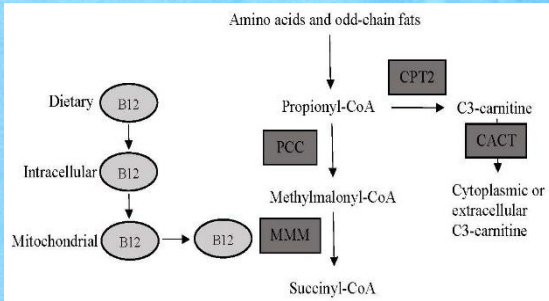 Amino acids and odd-chain fats
CPT2
Dietary
B12
Propionyl-CoA
C3-carnitine
PCC
CACT
Intracellular
B12
Methylmalonyl-CoA
Cytoplasmic or
extracellular
C3-carnitine
Mitochondrial
B12
B12
MMM
Succinyl-CoA